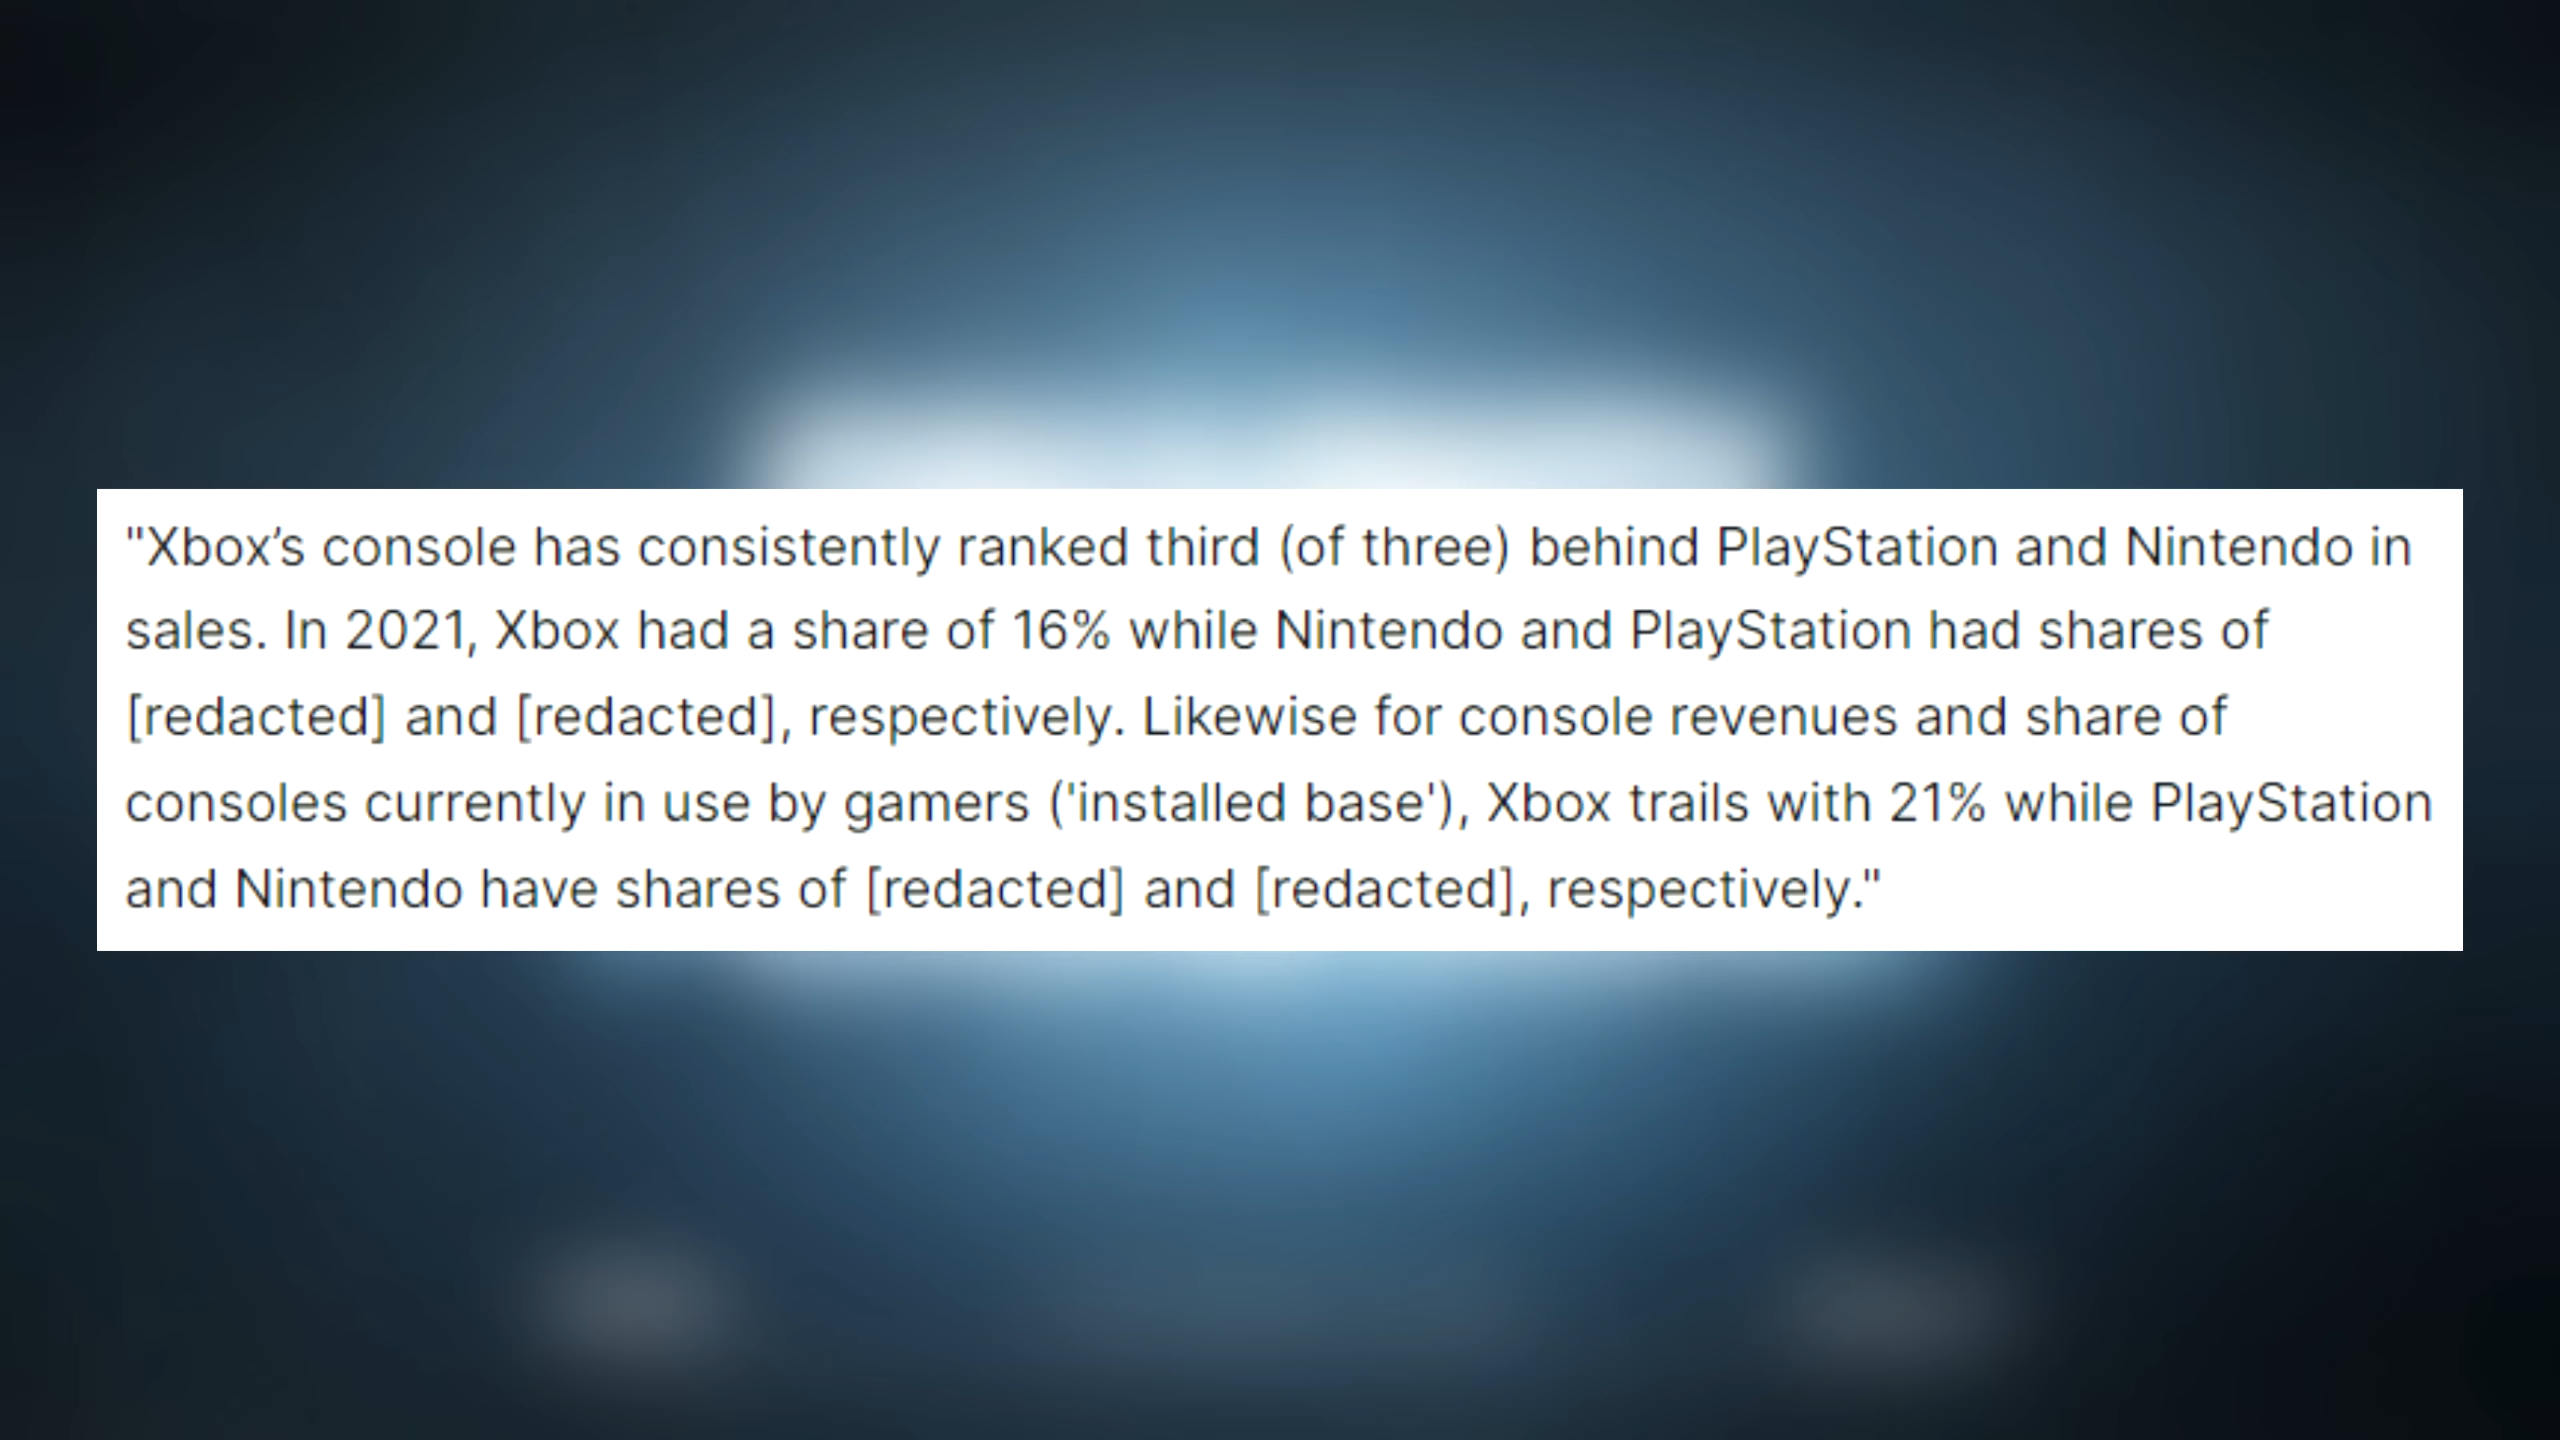 "Xbox’s console has consistently ranked third (of three) behind PlayStation and Nintendo in
sales. In 2021, Xbox had a share of 16% while Nintendo and PlayStation had shares of
[redacted] and [redacted], respectively. Likewise for console revenues and share of
consoles currently in use by gamers ('installed base'), Xbox trails with 21% while PlayStation
and Nintendo have shares of [redacted] and [redacted], respectively."